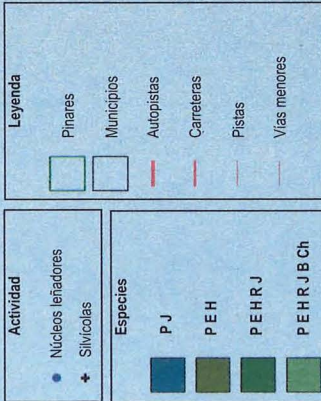 Actividad
Núcleos leñadores
Silvícolas
Especies
P J
P E H
P E H R J
P E H R J B Ch
Leyenda
Pinares
Municipios
Autopistas
Carreteras
Pistas
Vías menores